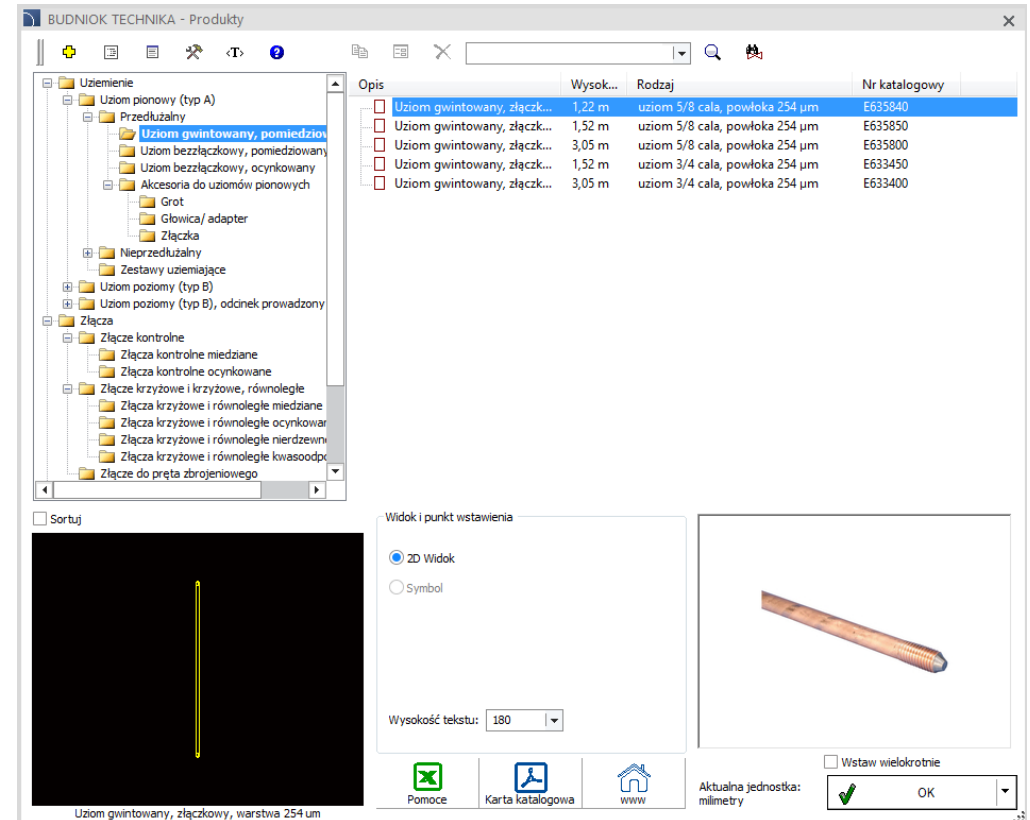 BUDNIOK TECHNIKA - Produkty
<T>
Uziemienie
Uziom pionowy (typ A)
Przedłużalny
Uziom gwintowany, pomiedziow
Uziom bezzłączkowy, pomiedziowany
Uziom bezzłączkowy, ocynkowany
Akcesoria do uziomów pionowych
Grot
Głowica/ adapter
Złączka
Nieprzedłużalny
Zestawy uziemiające
Uziom poziomy (typ B)
Uziom poziomy (typ B), odcinek prowadzony
Złącza
Złącze kontrolne
Złącza kontrolne miedziane
Złącza kontrolne ocynkowane
Złącze krzyżowe i krzyżowe, równoległe
Złącza krzyżowe i równoległe miedziane
Złącza krzyżowe i równoległe ocynkowan
Złącza krzyżowe i równoległe nierdzewne
Złącza krzyżowe i równoległe kwasoodpo
Złącze do pręta zbrojeniowego
Opis Wysok... Rodzaj Nr katalogowy
Uziom gwintowany, złączk... 1,22 m uziom 5/8 cala, powłoka 254 µm E635840
Uziom gwintowany, złączk... 1,52 m uziom 5/8 cala, powłoka 254 µm E635850
Uziom gwintowany, złączk... 3,05 m uziom 5/8 cala, powłoka 254 µm E635800
Uziom gwintowany, złączk... 1,52 m uziom 3/4 cala, powłoka 254 µm E633450
Uziom gwintowany, złączk... 3,05 m uziom 3/4 cala, powłoka 254 µm E633400
Sortuj
Uziom gwintowany, złączkowy, warstwa 254 um
Widok i punkt wstawienia
2D Widok
Symbol
Wysokość tekstu: 180
Pomoce
Karta katalogowa
www
Wstaw wielokrotnie
Aktualna jednostka:
milimetry
OK